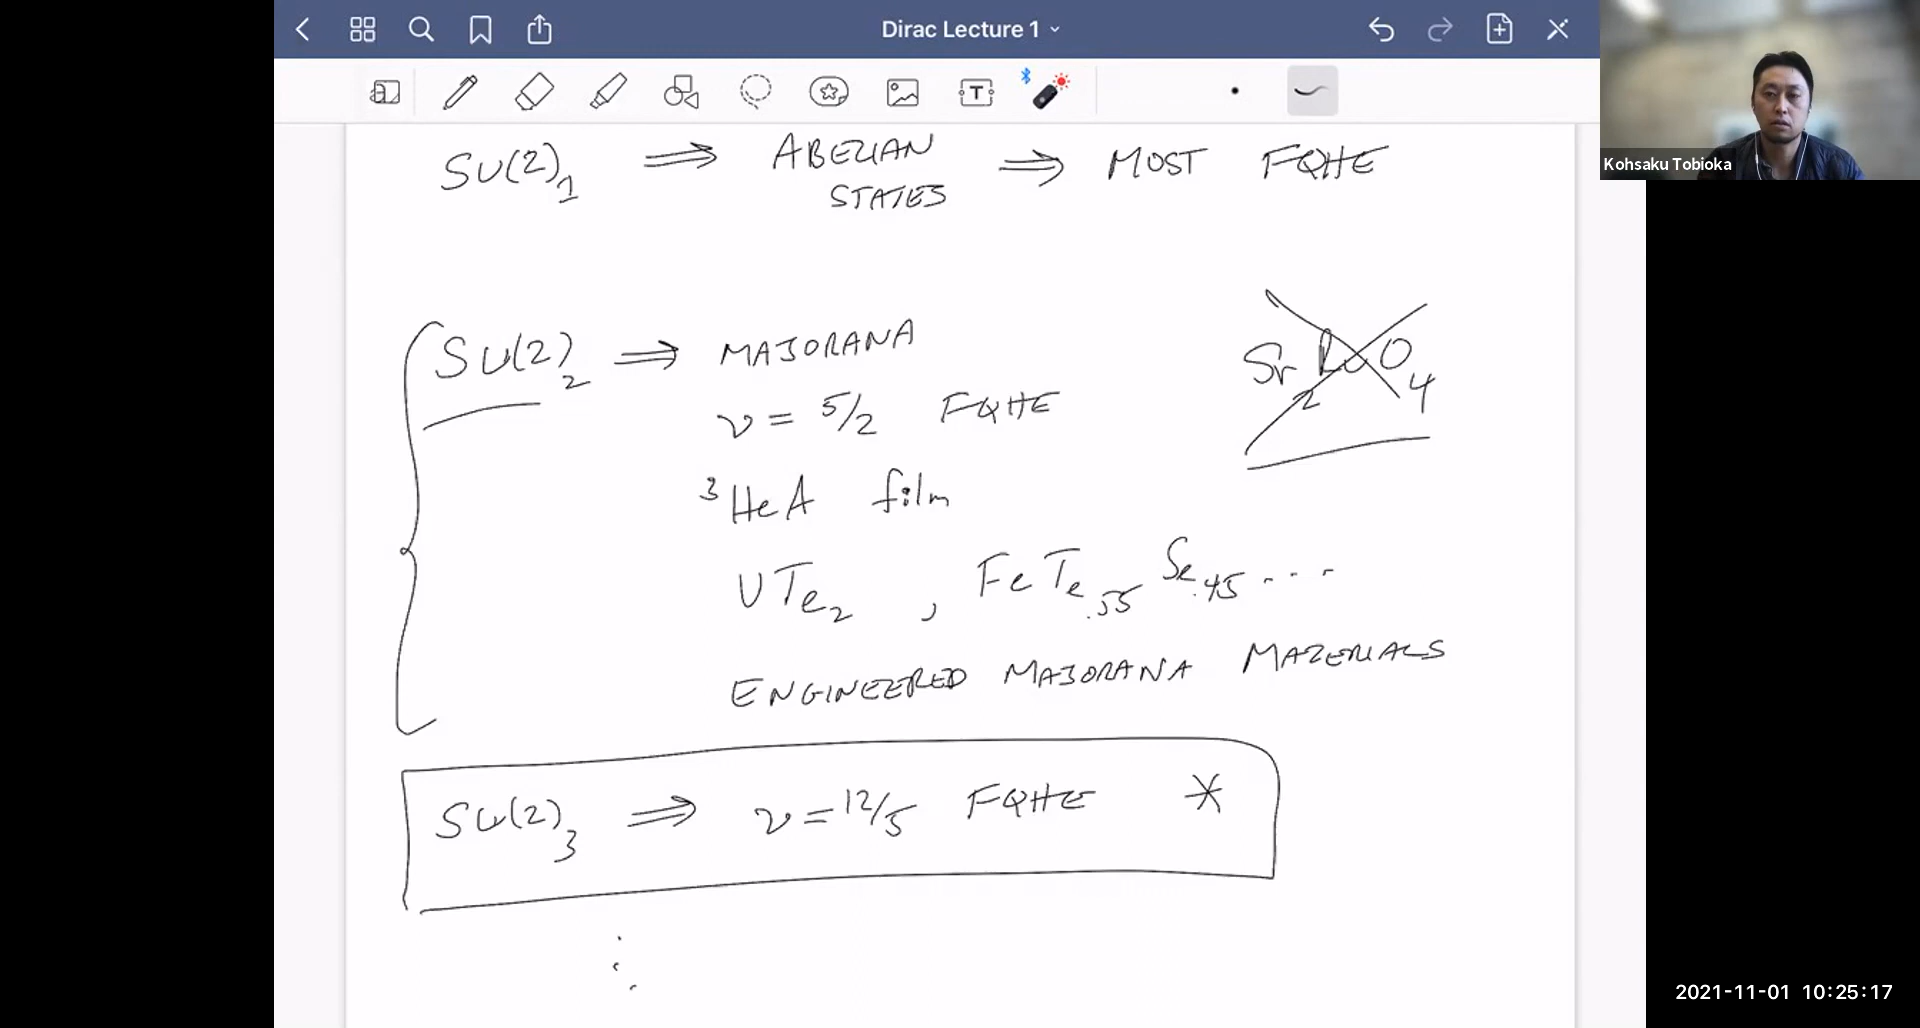 Dirac Lecture 1
T
Kohsaku Tobioka
SU(2)₁ ⟹ ABELIAN STATES ⟹ MOST FQHE
SU(2)₂ ⟹ MAJORANA
Sr₂RuO₄
ν = 5/2 FQHE
³HeA film
UTe₂ , FeTe.₅₅ Se.₄₅ ...
ENGINEERED MAJORANA MATERIALS
SU(2)₃ ⟹ ν = 12/5 FQHE *
2021-11-01 10:25:17